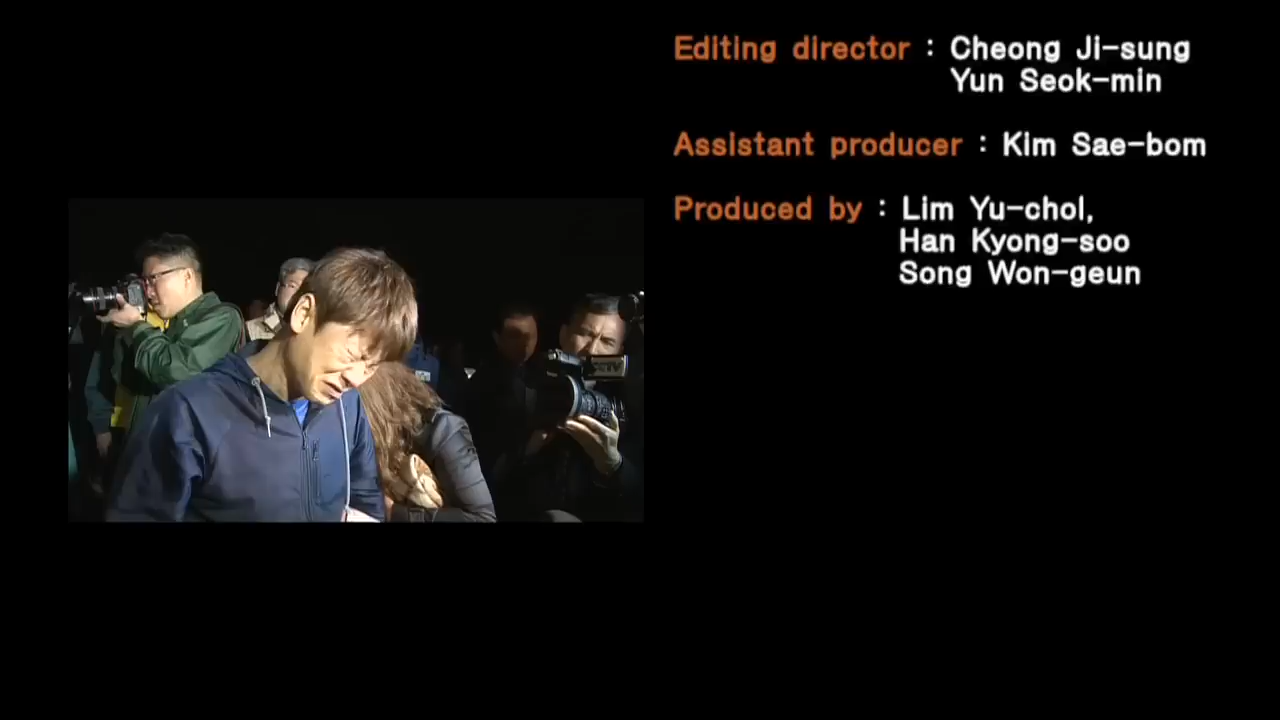 Editing director : Cheong Ji-sung
Yun Seok-min
Assistant producer : Kim Sae-bom
Produced by : Lim Yu-chol,
Han Kyong-soo
Song Won-geun